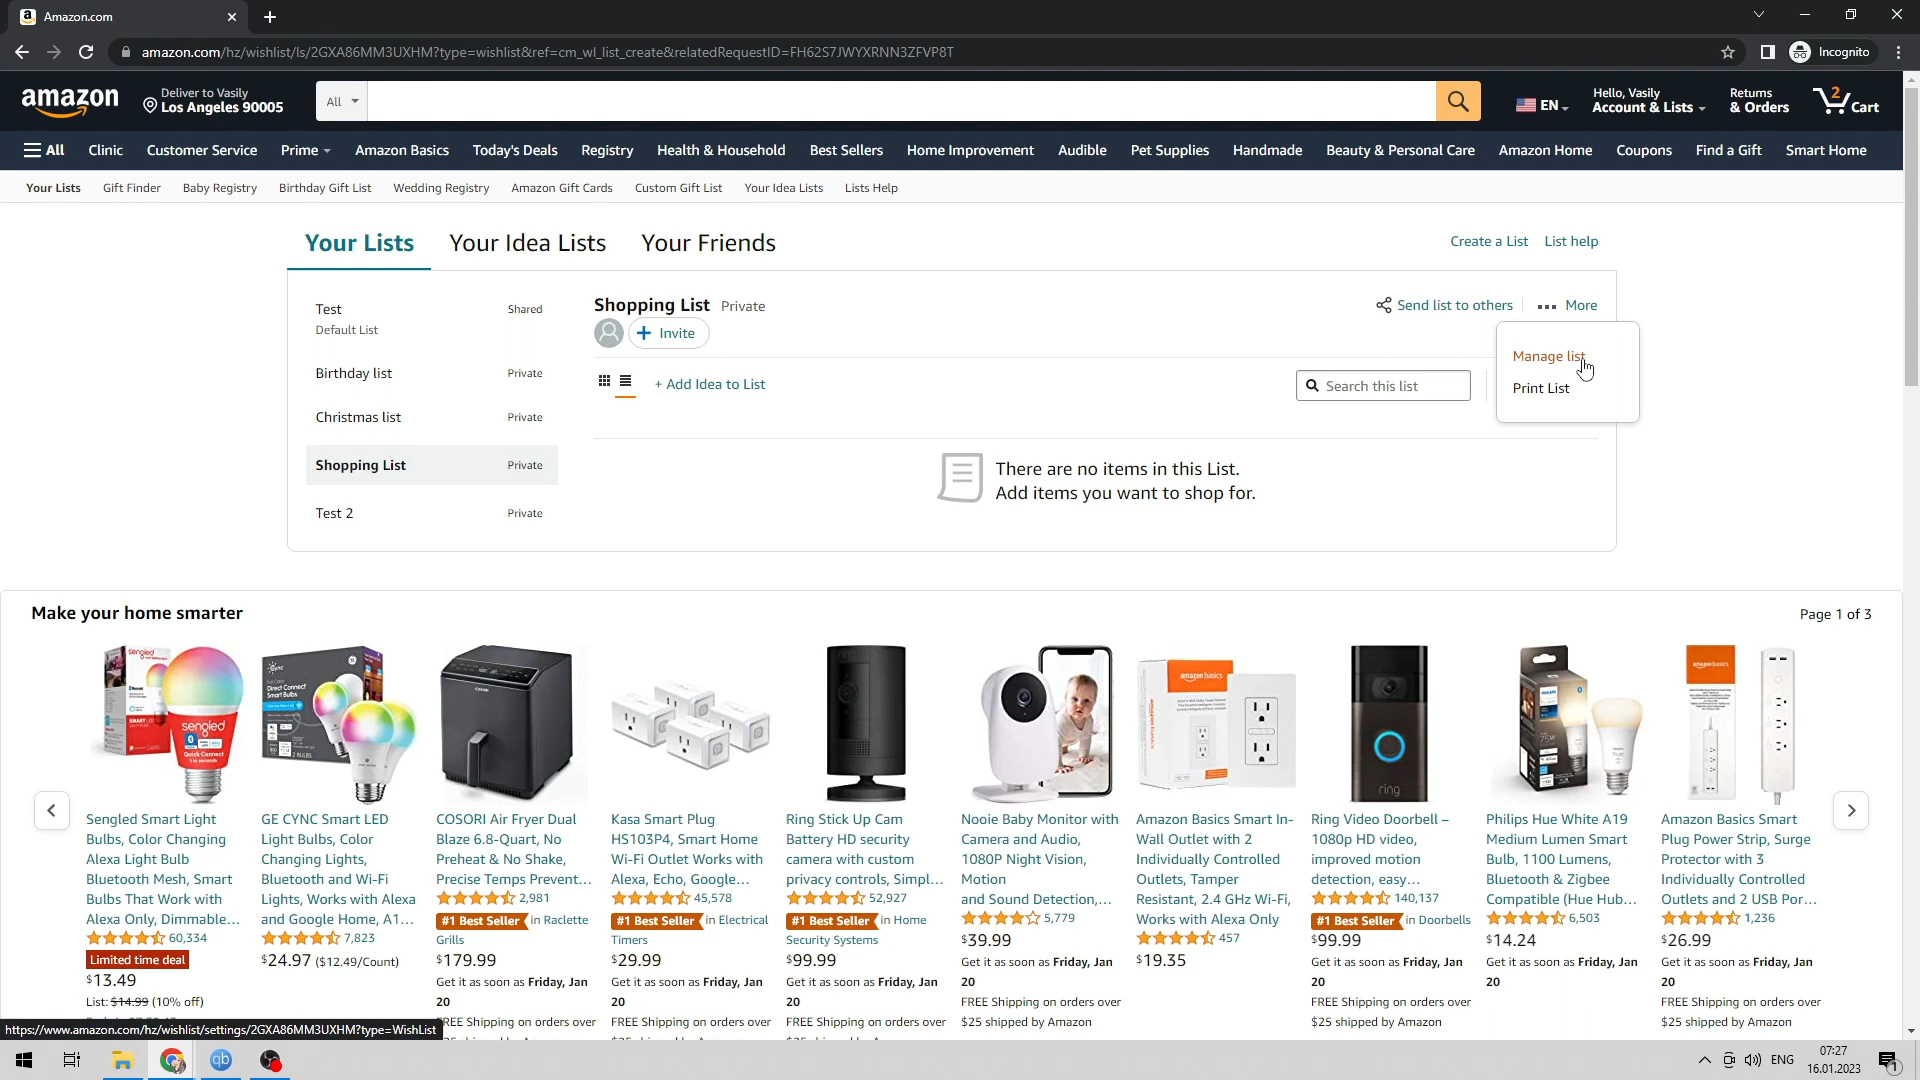 Amazon.com
amazon.com/hz/wishlist/ls/2GXA86MM3UXHM?type=wishlist&ref=cm_wl_list_create&relatedRequestID=FH62S7JWYXRNN3ZFVP8T
Incognito
amazon
Deliver to Vasily
Los Angeles 90005
All
EN
Hello, Vasily
Account & Lists
Returns
& Orders
2
Cart
All Clinic Customer Service Prime Amazon Basics Today's Deals Registry Health & Household Best Sellers Home Improvement Audible Pet Supplies Handmade Beauty & Personal Care Amazon Home Coupons Find a Gift Smart Home
Your Lists Gift Finder Baby Registry Birthday Gift List Wedding Registry Amazon Gift Cards Custom Gift List Your Idea Lists Lists Help
Your Lists Your Idea Lists Your Friends
Create a List List help
Test Shared
Default List
Birthday list Private
Christmas list Private
Shopping List Private
Test 2 Private
Shopping List Private
Send list to others More
+ Invite
Manage list
Print List
+ Add Idea to List
Search this list
There are no items in this List.
Add items you want to shop for.
Make your home smarter
Page 1 of 3
Sengled Smart Light
Bulbs, Color Changing
Alexa Light Bulb
Bluetooth Mesh, Smart
Bulbs That Work with
Alexa Only, Dimmable...
60,334
Limited time deal
$13.49
List: $14.99 (10% off)
GE CYNC Smart LED
Light Bulbs, Color
Changing Lights,
Bluetooth and Wi-Fi
Lights, Works with Alexa
and Google Home, A1...
7,823
$24.97 ($12.49/Count)
COSORI Air Fryer Dual
Blaze 6.8-Quart, No
Preheat & No Shake,
Precise Temps Prevent...
2,981
#1 Best Seller in Raclette
Grills
$179.99
Get it as soon as Friday, Jan
20
FREE Shipping on orders over
Kasa Smart Plug
HS103P4, Smart Home
Wi-Fi Outlet Works with
Alexa, Echo, Google...
45,578
#1 Best Seller in Electrical
Timers
$29.99
Get it as soon as Friday, Jan
20
FREE Shipping on orders over
Ring Stick Up Cam
Battery HD security
camera with custom
privacy controls, Simpl...
52,927
#1 Best Seller in Home
Security Systems
$99.99
Get it as soon as Friday, Jan
20
FREE Shipping on orders over
Nooie Baby Monitor with
Camera and Audio,
1080P Night Vision,
Motion
and Sound Detection,...
5,779
$39.99
Get it as soon as Friday, Jan
20
FREE Shipping on orders over
$25 shipped by Amazon
Amazon Basics Smart In-
Wall Outlet with 2
Individually Controlled
Outlets, Tamper
Resistant, 2.4 GHz Wi-Fi,
Works with Alexa Only
457
$19.35
Ring Video Doorbell –
1080p HD video,
improved motion
detection, easy...
140,137
#1 Best Seller in Doorbells
$99.99
Get it as soon as Friday, Jan
20
FREE Shipping on orders over
$25 shipped by Amazon
Philips Hue White A19
Medium Lumen Smart
Bulb, 1100 Lumens,
Bluetooth & Zigbee
Compatible (Hue Hub...
6,503
$14.24
Get it as soon as Friday, Jan
20
Amazon Basics Smart
Plug Power Strip, Surge
Protector with 3
Individually Controlled
Outlets and 2 USB Por...
1,236
$26.99
Get it as soon as Friday, Jan
20
FREE Shipping on orders over
$25 shipped by Amazon
https://www.amazon.com/hz/wishlist/settings/2GXA86MM3UXHM?type=WishList
qb
ENG
07:27
16.01.2023
1